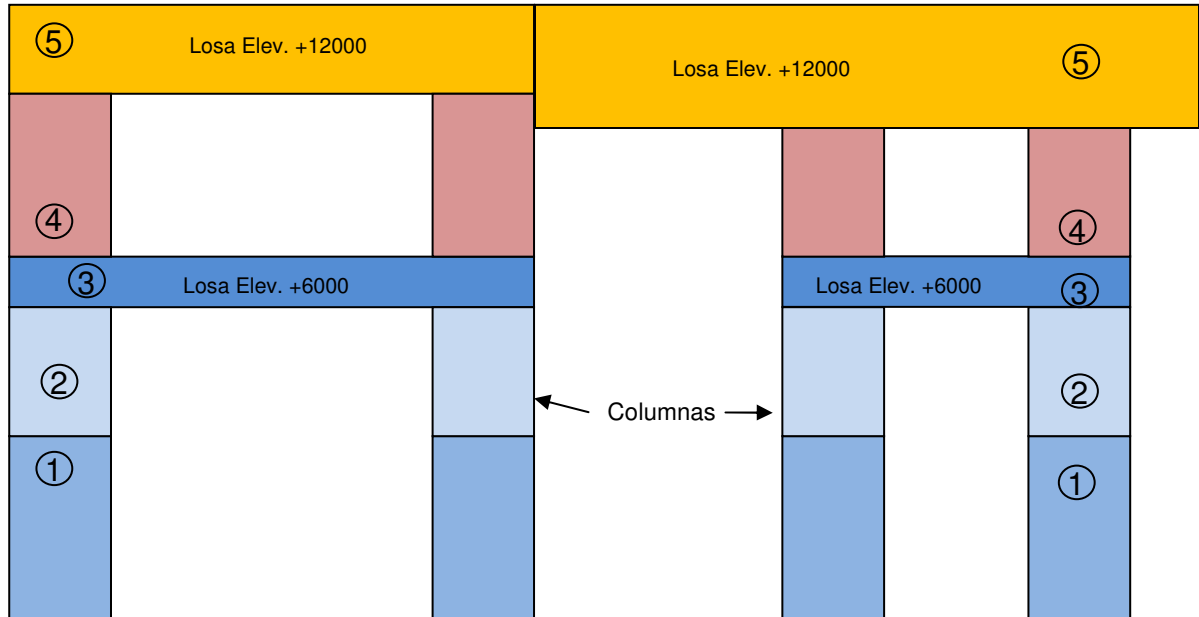 ⑤ Losa Elev. +12000
Losa Elev. +12000 ⑤
④
④
③ Losa Elev. +6000
Losa Elev. +6000 ③
②
②
Columnas
①
①